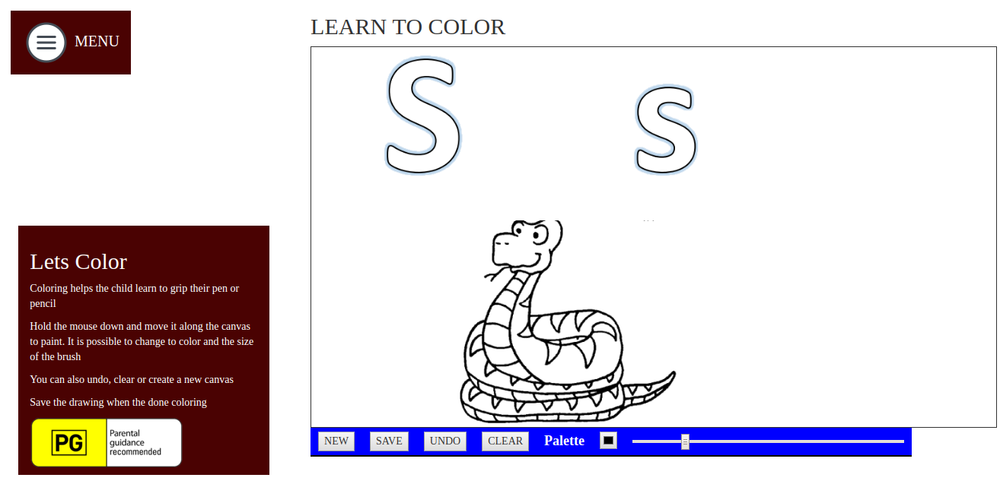 MENU
LEARN TO COLOR
S s
Lets Color
Coloring helps the child learn to grip their pen or
pencil
Hold the mouse down and move it along the canvas
to paint. It is possible to change to color and the size
of the brush
You can also undo, clear or create a new canvas
Save the drawing when the done coloring
PG
Parental
guidance
recommended
NEW SAVE UNDO CLEAR Palette